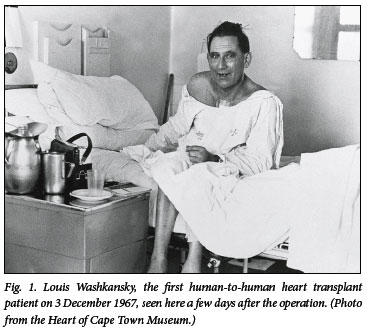 Fig. 1. Louis Washkansky, the first human-to-human heart transplant
patient on 3 December 1967, seen here a few days after the operation. (Photo
from the Heart of Cape Town Museum.)